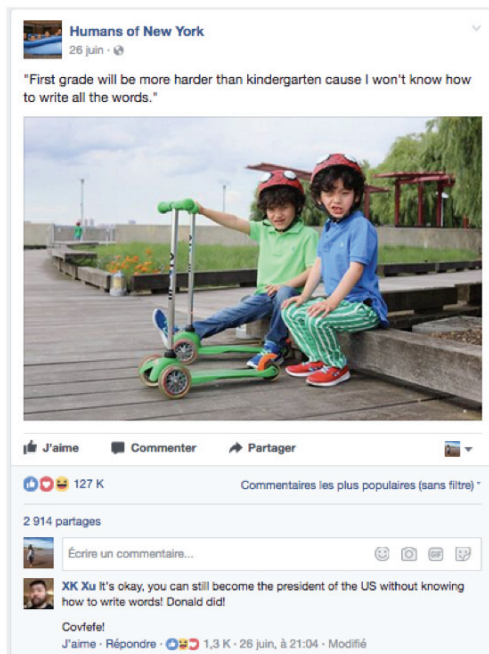 Humans of New York
26 juin ·
"First grade will be more harder than kindergarten cause I won't know how
to write all the words."
J'aime Commenter Partager
127 K Commentaires les plus populaires (sans filtre)
2 914 partages
Écrire un commentaire...
GIF
XK Xu It's okay, you can still become the president of the US without knowing
how to write words! Donald did!
Covfefe!
J'aime · Répondre · 1,3 K · 26 juin, à 21:04 · Modifié